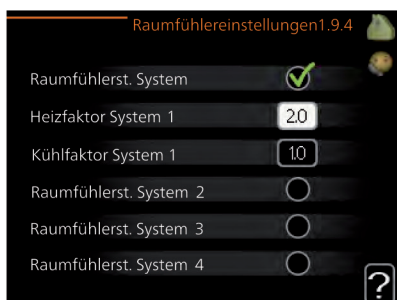 Raumfühlereinstellungen1.9.4
Raumfühlerst. System
Heizfaktor System 1 2.0
Kühlfaktor System 1 1.0
Raumfühlerst. System 2
Raumfühlerst. System 3
Raumfühlerst. System 4
?